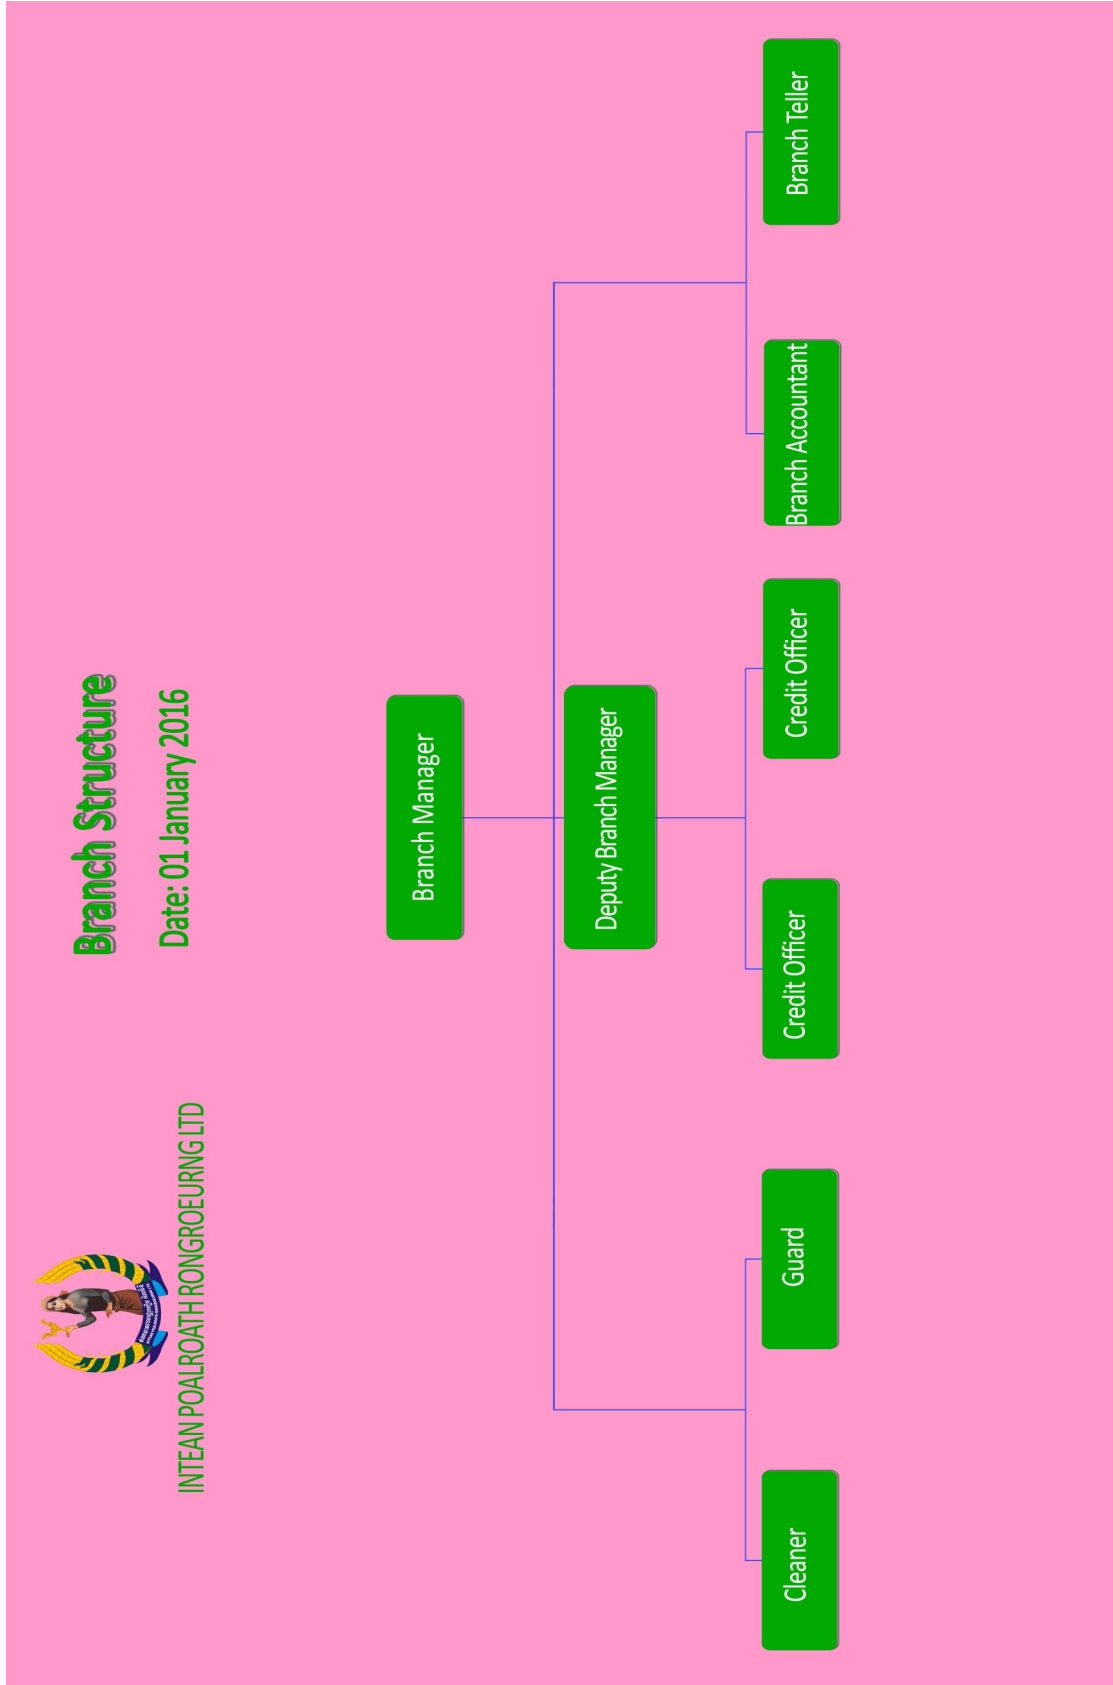 INTEAN POALROATH RONGROEURNG LTD
Branch Structure
Date: 01 January 2016
Branch Manager
Deputy Branch Manager
Cleaner
Guard
Credit Officer
Credit Officer
Branch Accountant
Branch Teller